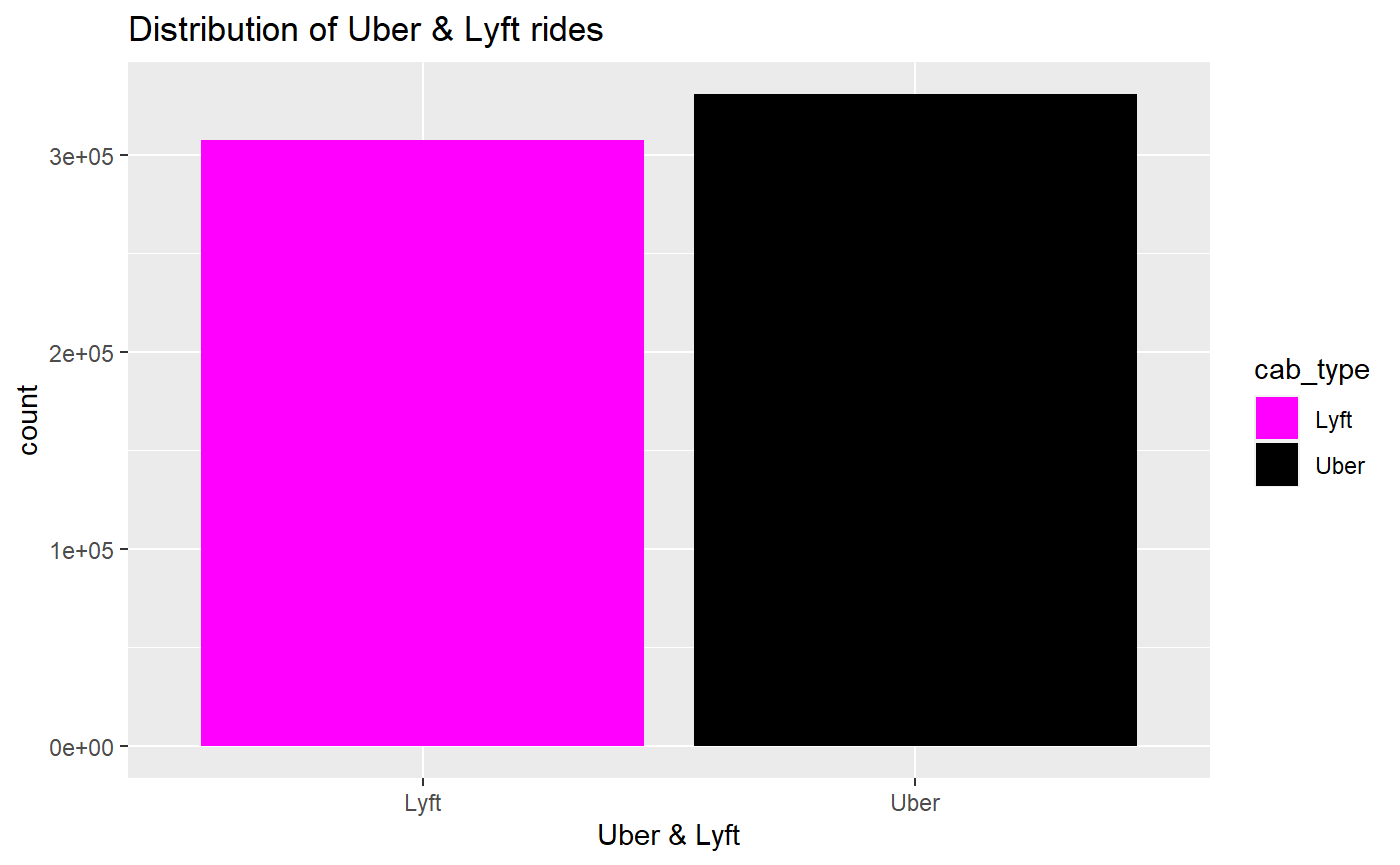 Distribution of Uber & Lyft rides
3e+05
2e+05
1e+05
0e+00
count
Lyft
Uber
Uber & Lyft
cab_type
Lyft
Uber